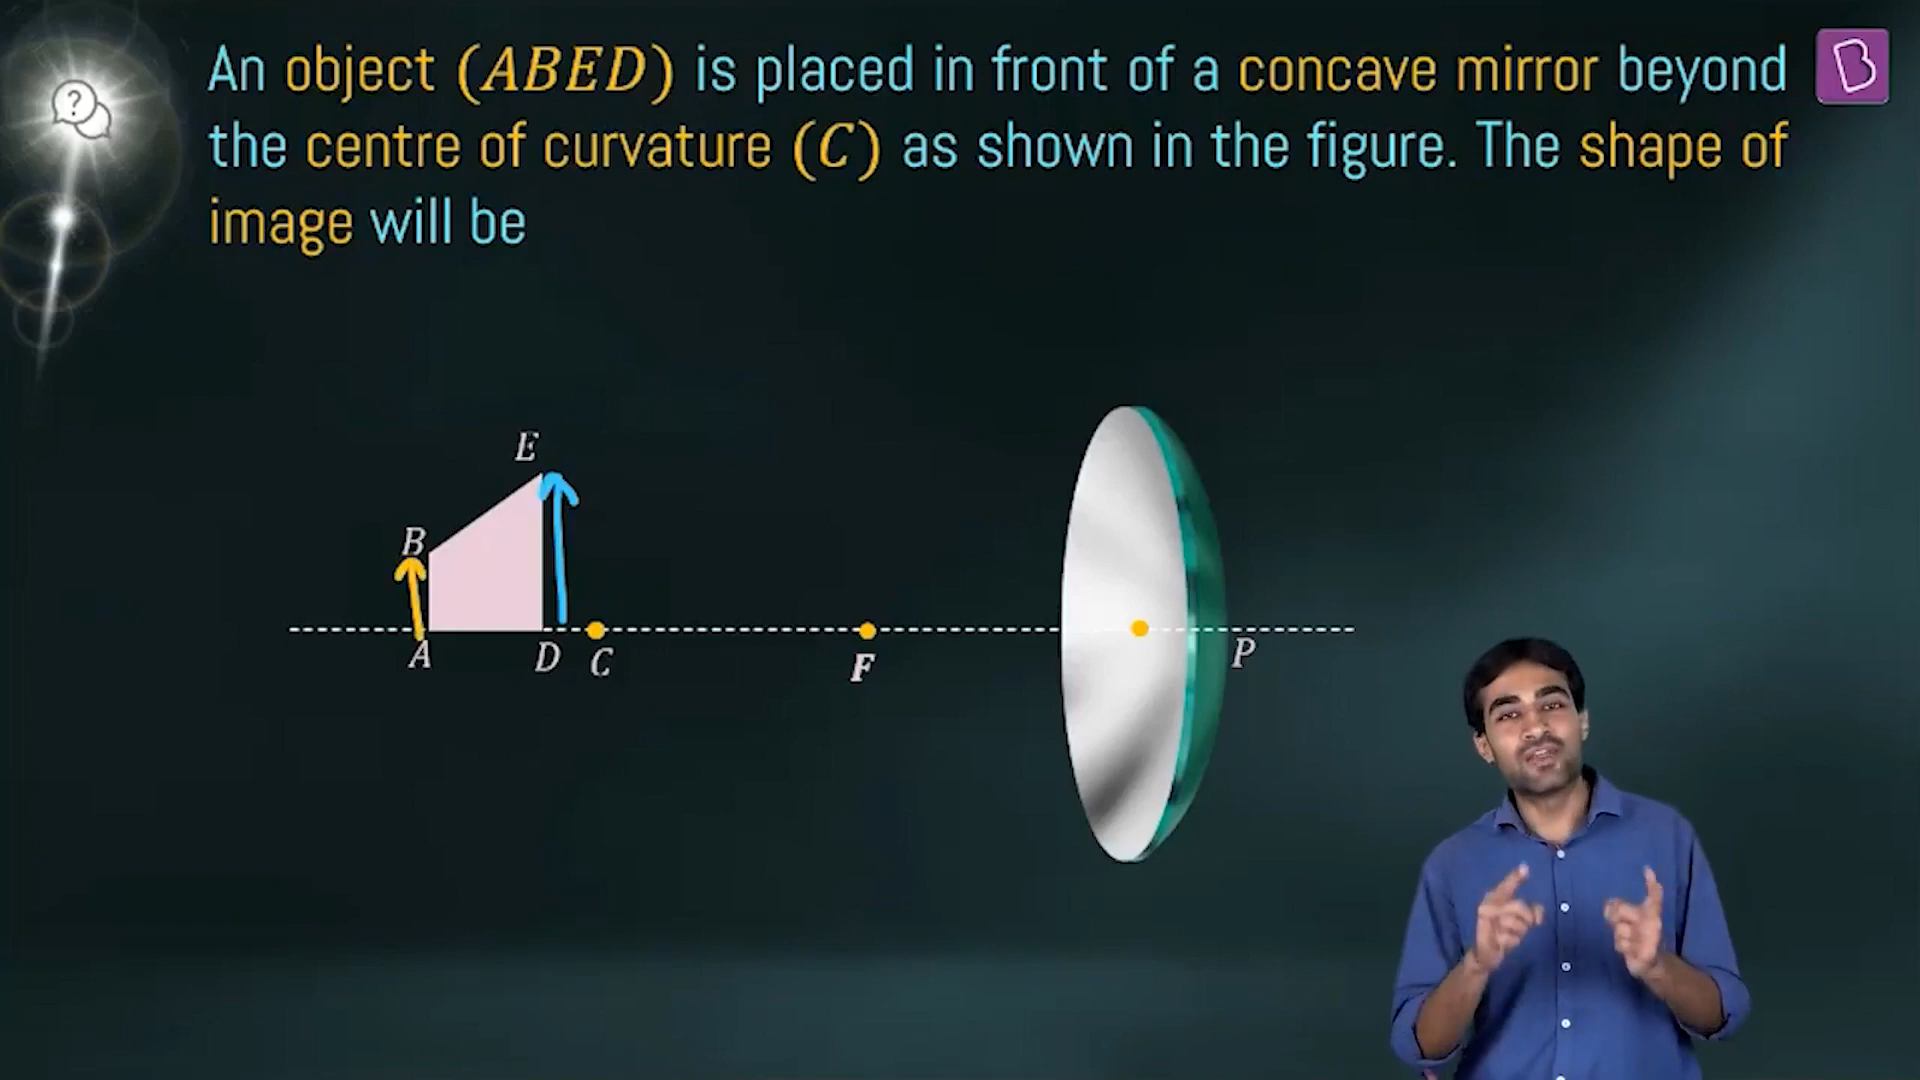 An object (ABED) is placed in front of a concave mirror beyond
the centre of curvature (C) as shown in the figure. The shape of
image will be
?
B
E
B
A
D
C
F
P